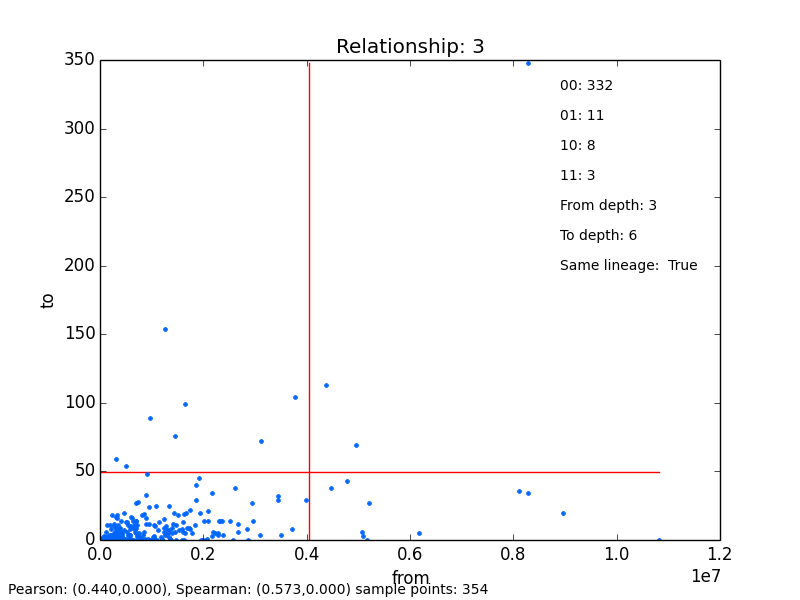 Relationship: 3
350
300
250
200
150
100
50
0
to
00: 332
01: 11
10: 8
11: 3
From depth: 3
To depth: 6
Same lineage:  True
0.0 0.2 0.4 0.6 0.8 1.0 1.2
from
1e7
Pearson: (0.440,0.000), Spearman: (0.573,0.000) sample points: 354